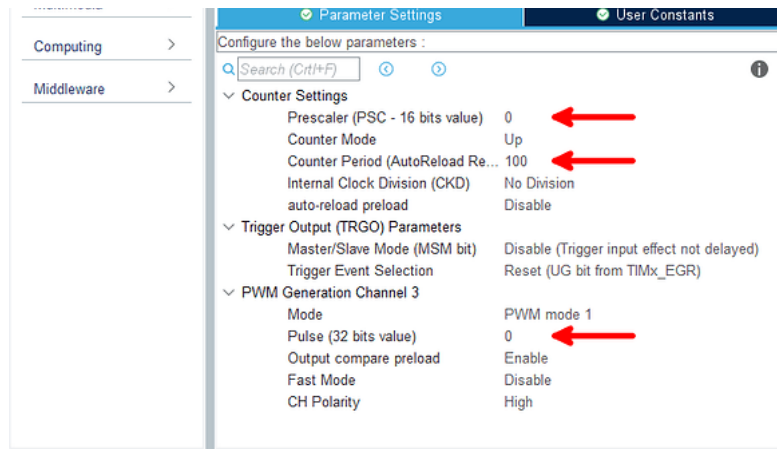 Parameter Settings
User Constants
Computing >
Middleware >
Configure the below parameters :
Search (Crtl+F)
Counter Settings
Prescaler (PSC - 16 bits value) 0
Counter Mode Up
Counter Period (AutoReload Re... 100
Internal Clock Division (CKD) No Division
auto-reload preload Disable
Trigger Output (TRGO) Parameters
Master/Slave Mode (MSM bit) Disable (Trigger input effect not delayed)
Trigger Event Selection Reset (UG bit from TIMx_EGR)
PWM Generation Channel 3
Mode PWM mode 1
Pulse (32 bits value) 0
Output compare preload Enable
Fast Mode Disable
CH Polarity High